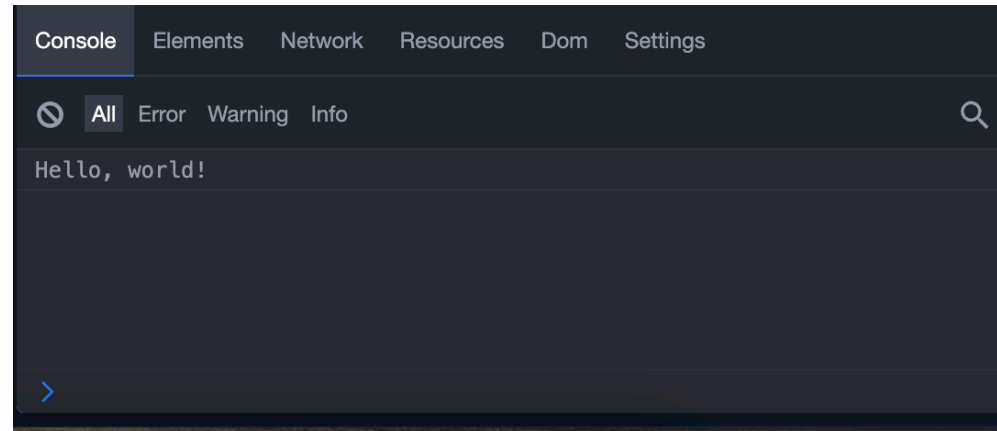 Console Elements Network Resources Dom Settings
All Error Warning Info
Hello, world!